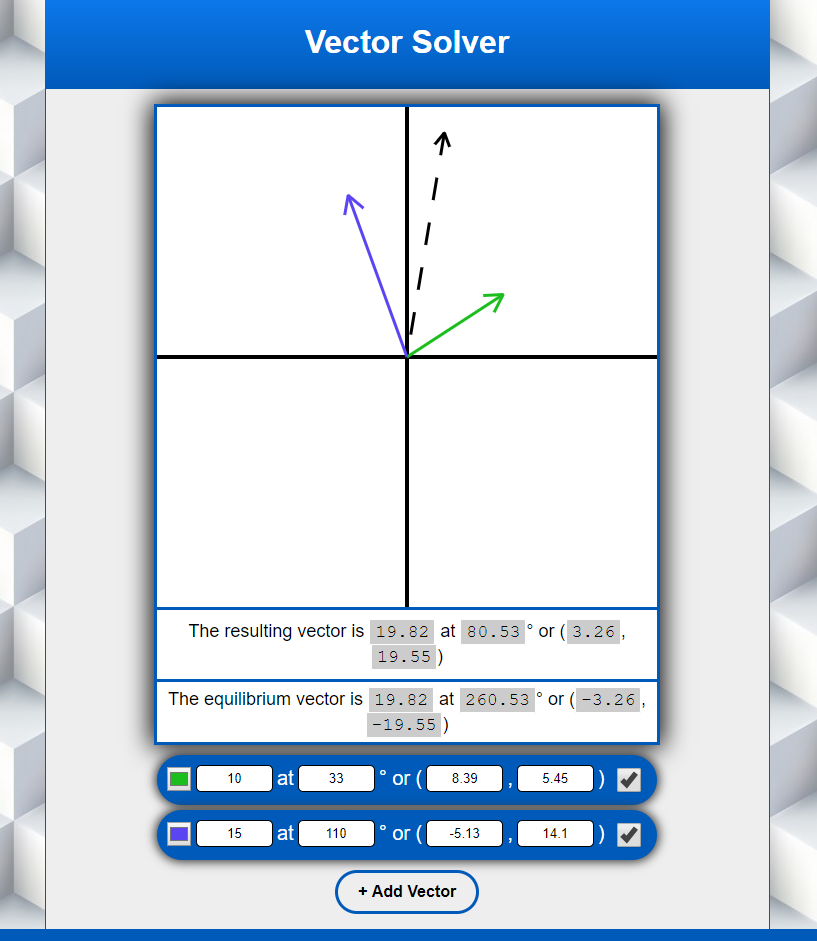 Vector Solver
The resulting vector is 19.82 at 80.53° or (3.26,
19.55)
The equilibrium vector is 19.82 at 260.53° or (-3.26,
-19.55)
10 at 33 ° or ( 8.39 , 5.45 )
15 at 110 ° or ( -5.13 , 14.1 )
+ Add Vector